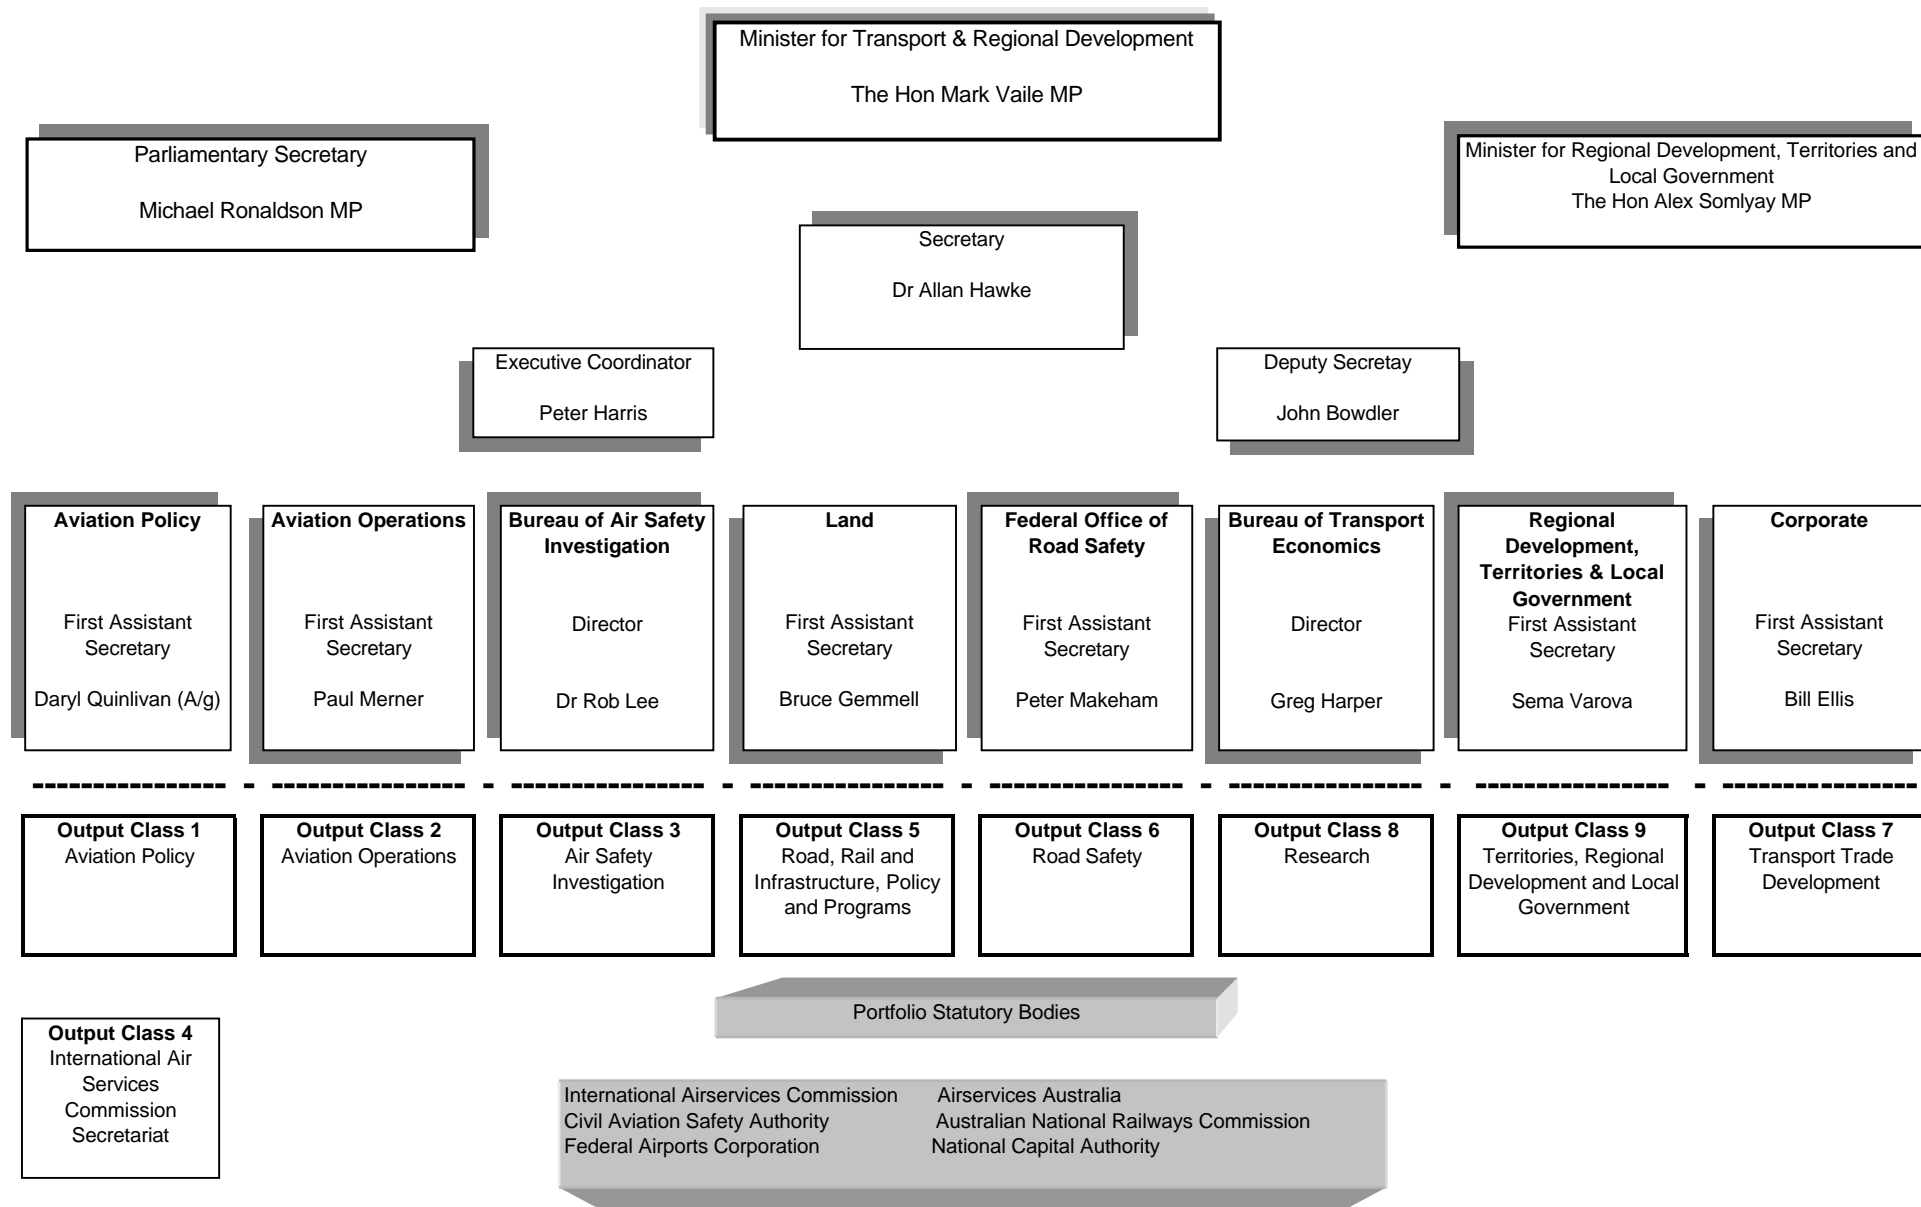 Minister for Transport & Regional Development
The Hon Mark Vaile MP
Parliamentary Secretary
Michael Ronaldson MP
Minister for Regional Development, Territories and
Local Government
The Hon Alex Somlyay MP
Secretary
Dr Allan Hawke
Executive Coordinator
Peter Harris
Deputy Secretay
John Bowdler
Aviation Policy
First Assistant
Secretary
Daryl Quinlivan (A/g)
Aviation Operations
First Assistant
Secretary
Paul Merner
Bureau of Air Safety
Investigation
Director
Dr Rob Lee
Land
First Assistant
Secretary
Bruce Gemmell
Federal Office of
Road Safety
First Assistant
Secretary
Peter Makeham
Bureau of Transport
Economics
Director
Greg Harper
Regional
Development,
Territories & Local
Government
First Assistant
Secretary
Sema Varova
Corporate
First Assistant
Secretary
Bill Ellis
Output Class 1
Aviation Policy
Output Class 2
Aviation Operations
Output Class 3
Air Safety
Investigation
Output Class 5
Road, Rail and
Infrastructure, Policy
and Programs
Output Class 6
Road Safety
Output Class 8
Research
Output Class 9
Territories, Regional
Development and Local
Government
Output Class 7
Transport Trade
Development
Output Class 4
International Air
Services
Commission
Secretariat
Portfolio Statutory Bodies
International Airservices Commission Airservices Australia
Civil Aviation Safety Authority Australian National Railways Commission
Federal Airports Corporation National Capital Authority